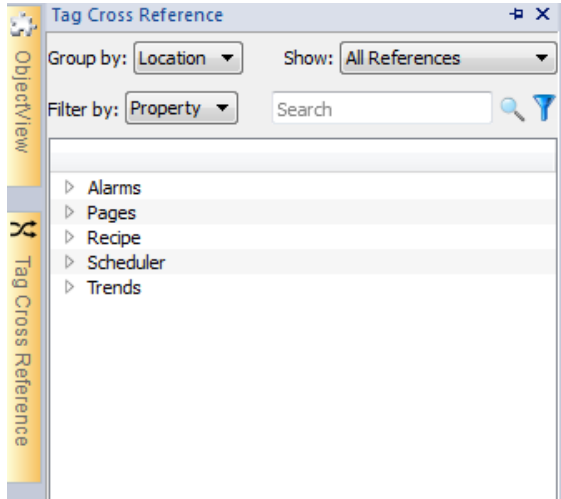 Tag Cross Reference
Group by: Location Show: All References
Filter by: Property Search
Alarms
Pages
Recipe
Scheduler
Trends
ObjectView
Tag Cross Reference